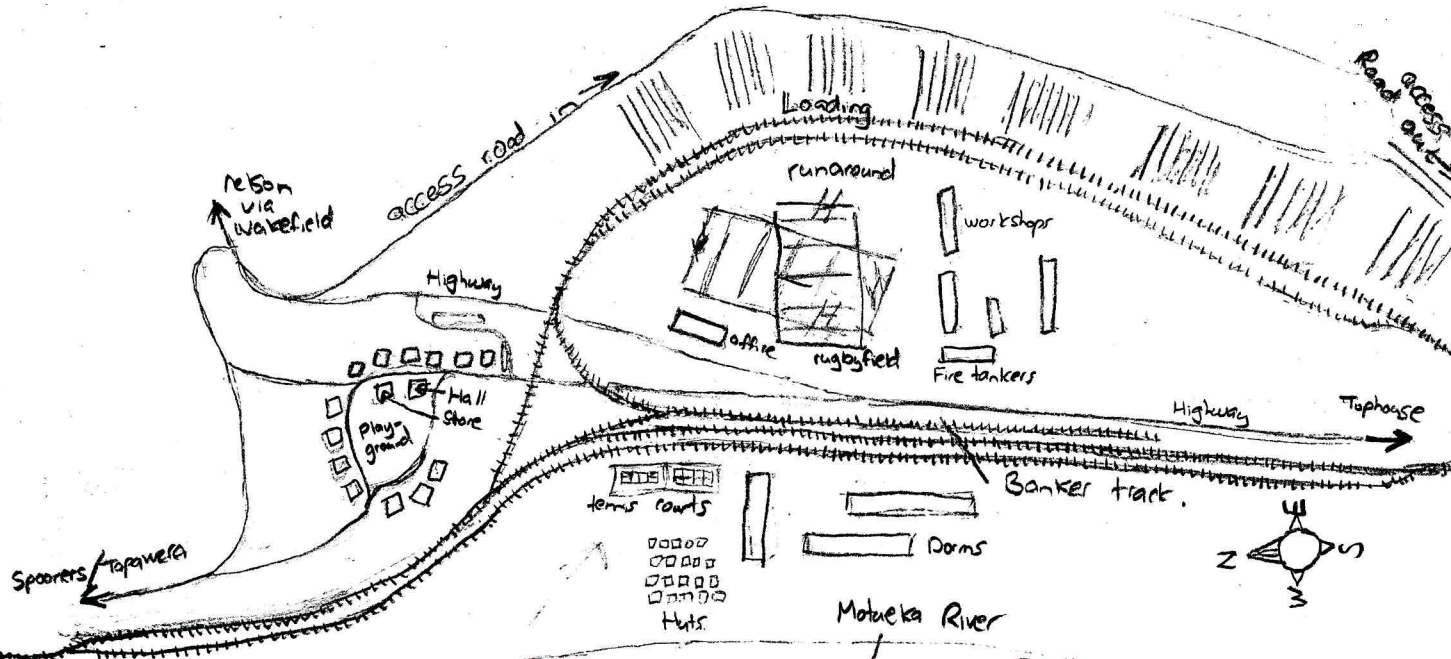 access
Road out
Loading
access road in
nelson
via
wakefield
runaround
workshops
Highway
office
rugbyfield
Fire tankers
Hall
Store
play-
ground
Highway
Tophouse
Banker track.
tennis courts
Dorms
Spooners/Tapawera
Huts
Motueka River
E
N
S
W